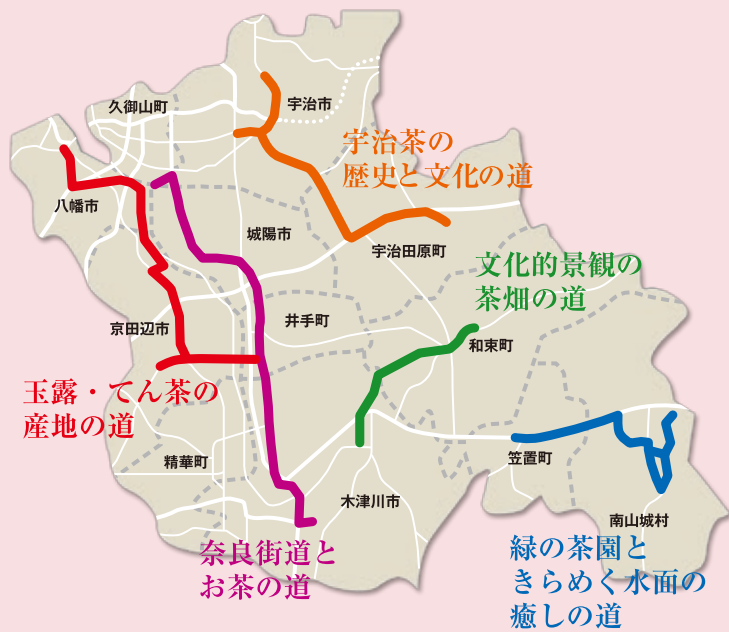 久御山町
宇治市
宇治茶の
歴史と文化の道
八幡市
城陽市
宇治田原町
文化的景観の
茶畑の道
京田辺市
井手町
和束町
玉露・てん茶の
産地の道
精華町
笠置町
木津川市
南山城村
奈良街道と
お茶の道
緑の茶園と
きらめく水面の
癒しの道